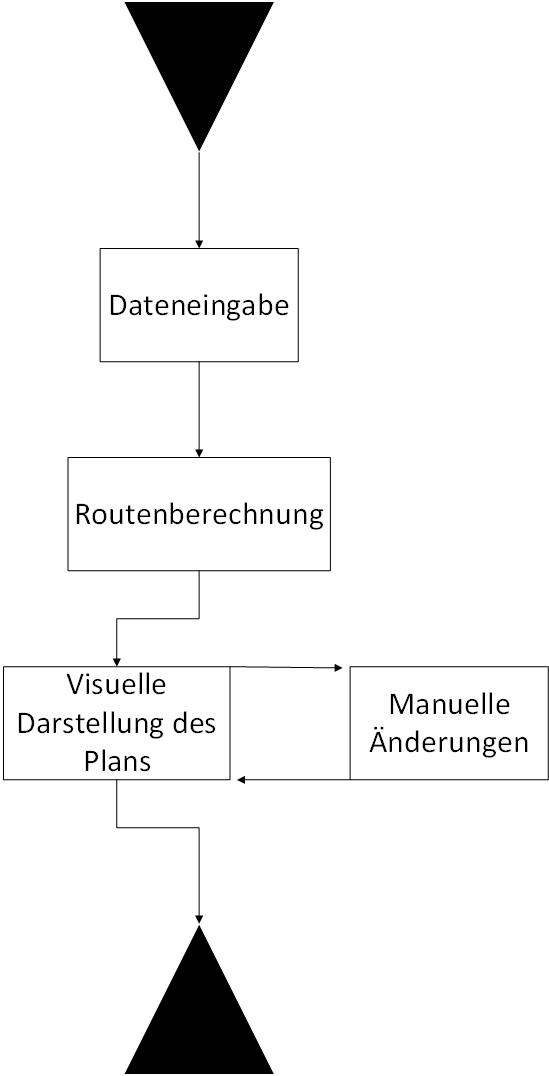 Dateneingabe
Routenberechnung
Visuelle
Darstellung des
Plans
Manuelle
Änderungen